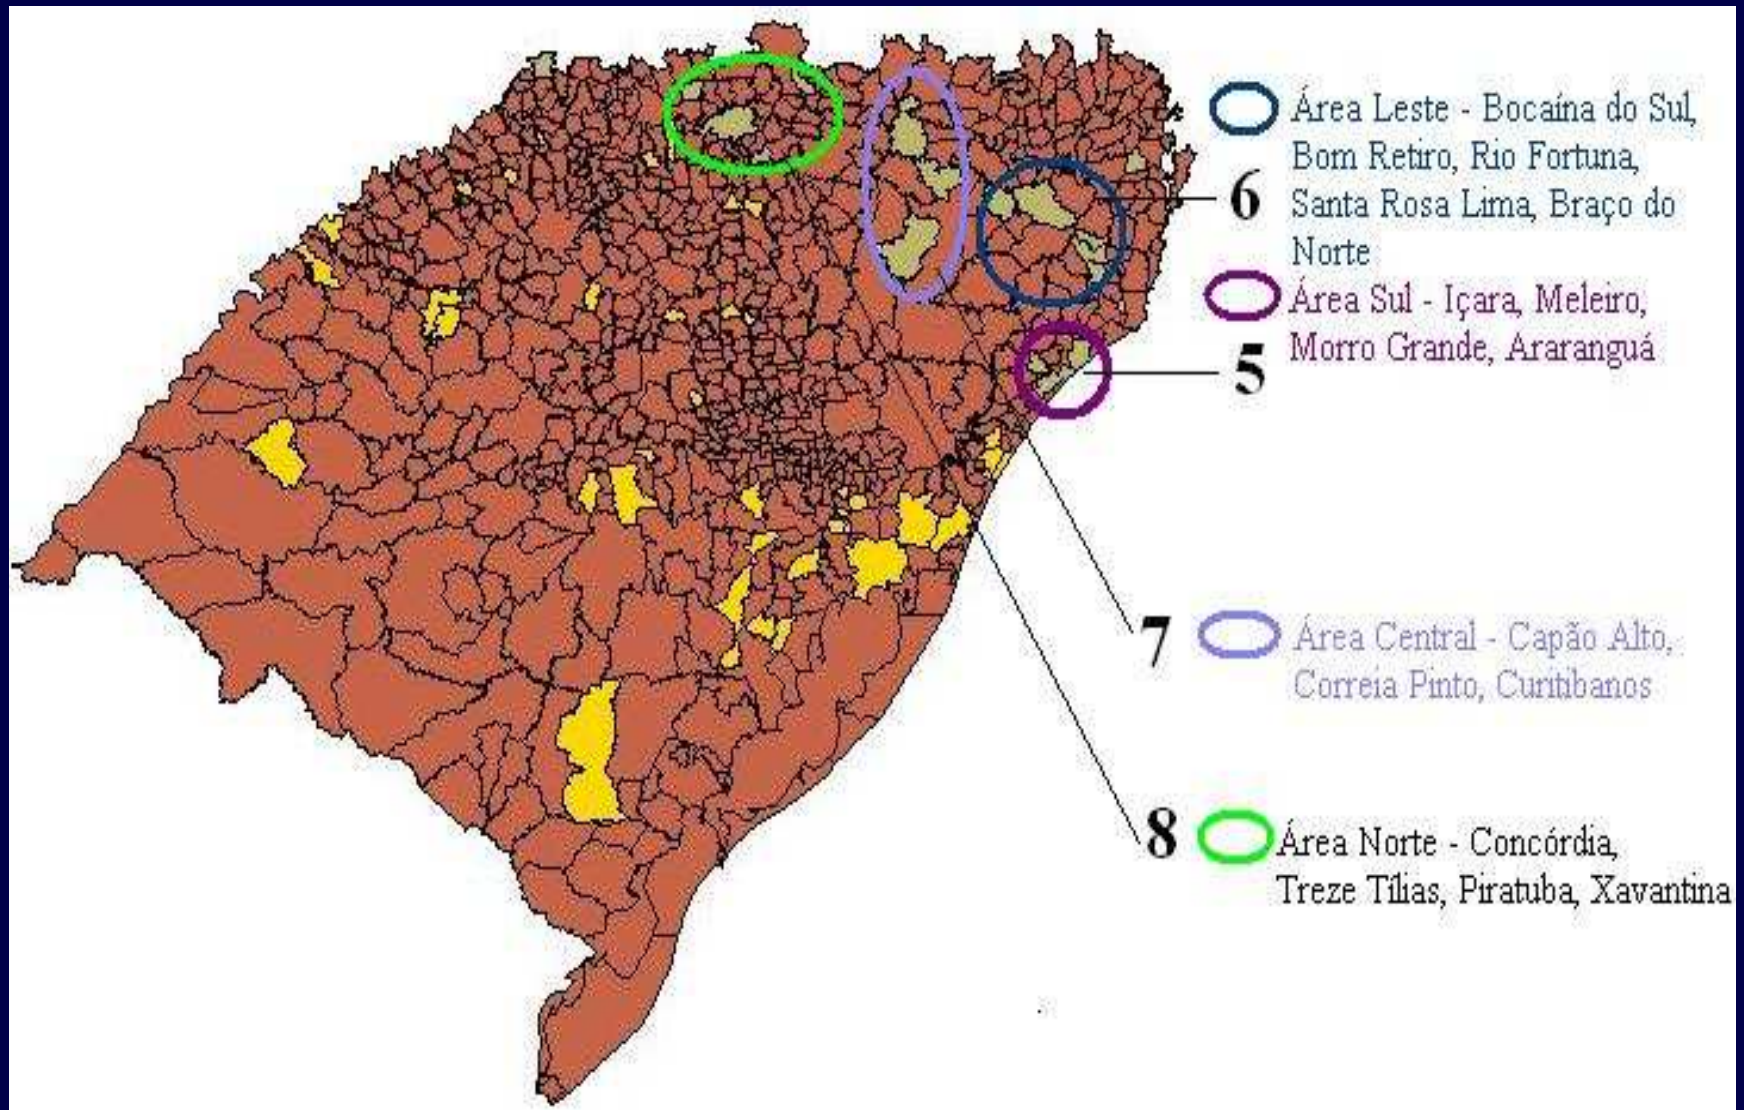 Área Leste - Bocaína do Sul,
Bom Retiro, Rio Fortuna,
6
Santa Rosa Lima, Braço do
Norte
Área Sul - Içara, Meleiro,
Morro Grande, Araranguá
5
7
Área Central - Capão Alto,
Correia Pinto, Curitibanos
8
Área Norte - Concórdia,
Treze Tílias, Piratuba, Xavantina